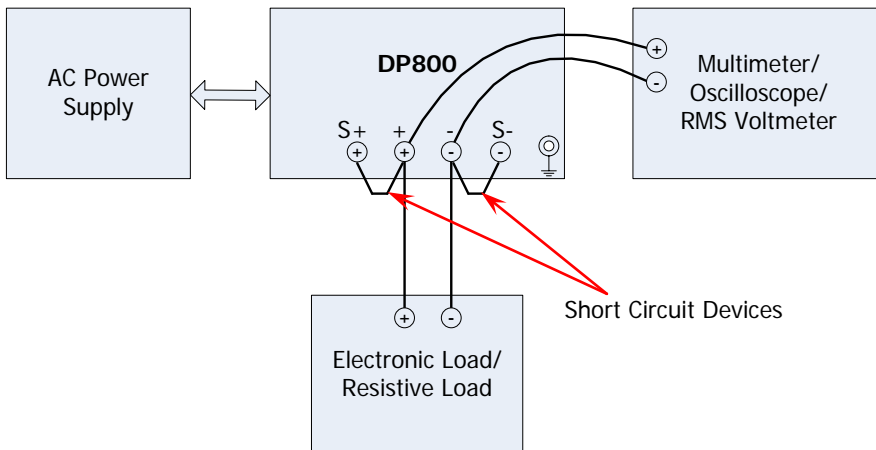 AC Power
Supply
DP800
S+ + - S-
+ + - -
+
-
Multimeter/
Oscilloscope/
RMS Voltmeter
+ -
Electronic Load/
Resistive Load
Short Circuit Devices